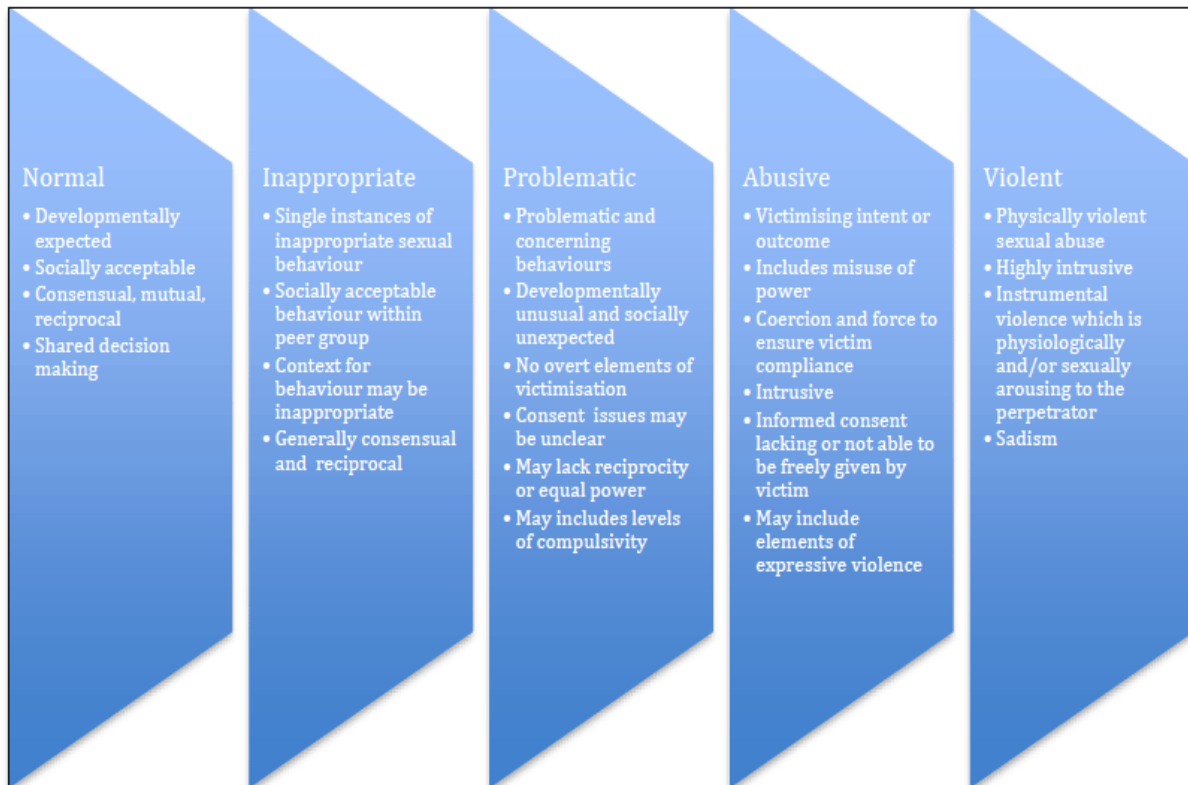 Normal
• Developmentally
expected
• Socially acceptable
• Consensual, mutual,
reciprocal
• Shared decision
making
Inappropriate
• Single instances of
inappropriate sexual
behaviour
• Socially acceptable
behaviour within
peer group
• Context for
behaviour may be
inappropriate
• Generally consensual
and reciprocal
Problematic
• Problematic and
concerning
behaviours
• Developmentally
unusual and socially
unexpected
• No overt elements of
victimisation
• Consent issues may
be unclear
• May lack reciprocity
or equal power
• May includes levels
of compulsivity
Abusive
• Victimising intent or
outcome
• Includes misuse of
power
• Coercion and force to
ensure victim
compliance
• Intrusive
• Informed consent
lacking or not able to
be freely given by
victim
• May include
elements of
expressive violence
Violent
• Physically violent
sexual abuse
• Highly intrusive
• Instrumental
violence which is
physiologically
and/or sexually
arousing to the
perpetrator
• Sadism